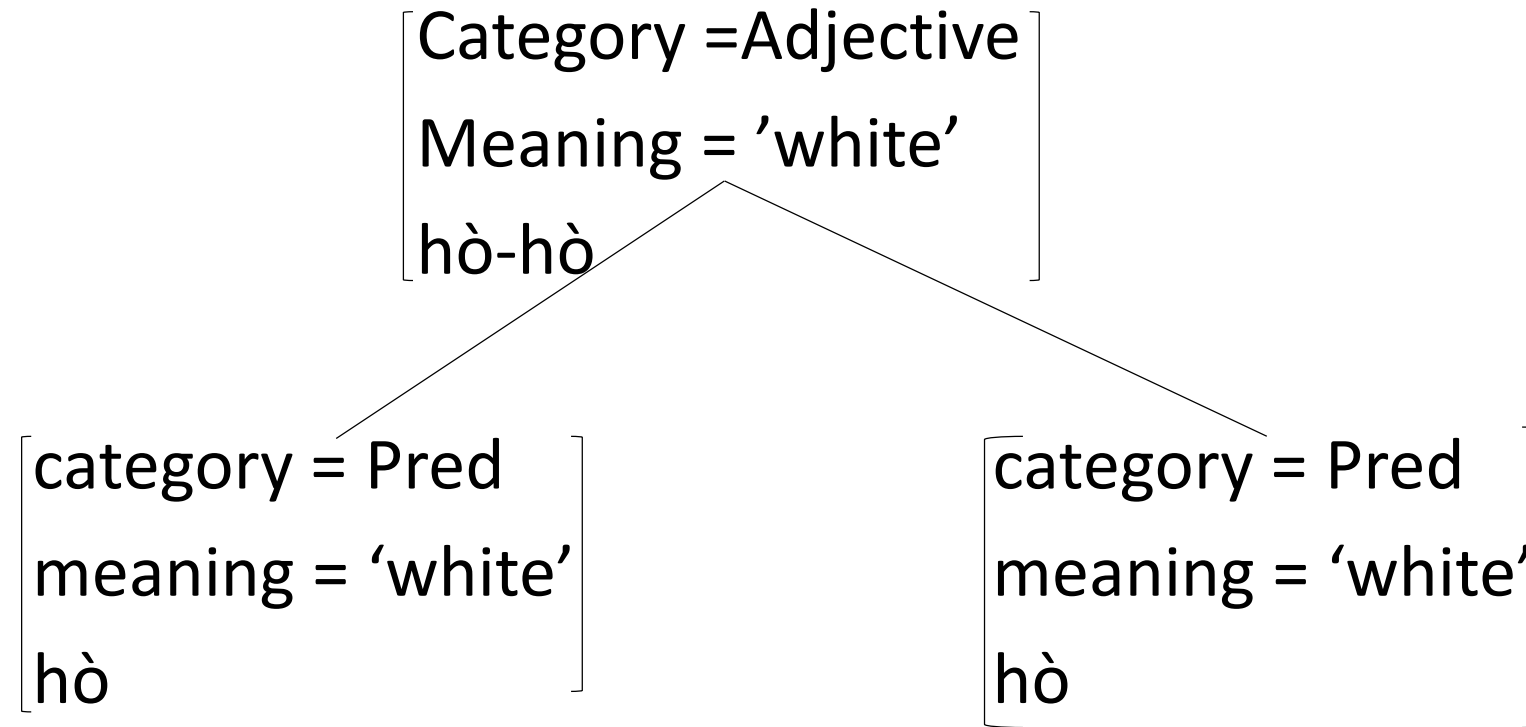 Category =Adjective
Meaning = ’white’
hò-hò
category = Pred
meaning = ‘white’
hò
category = Pred
meaning = ‘white’
hò